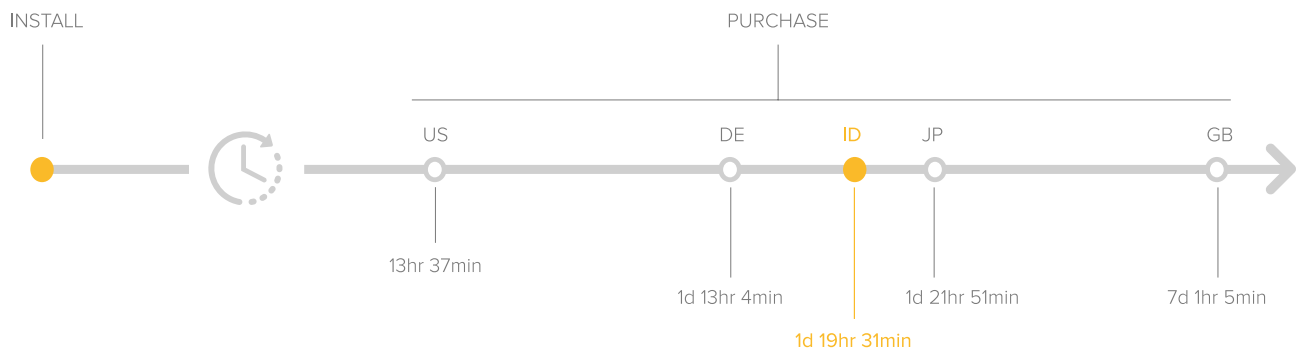 INSTALL
PURCHASE
US
DE
ID
JP
GB
13hr 37min
1d 13hr 4min
1d 21hr 51min
7d 1hr 5min
1d 19hr 31min